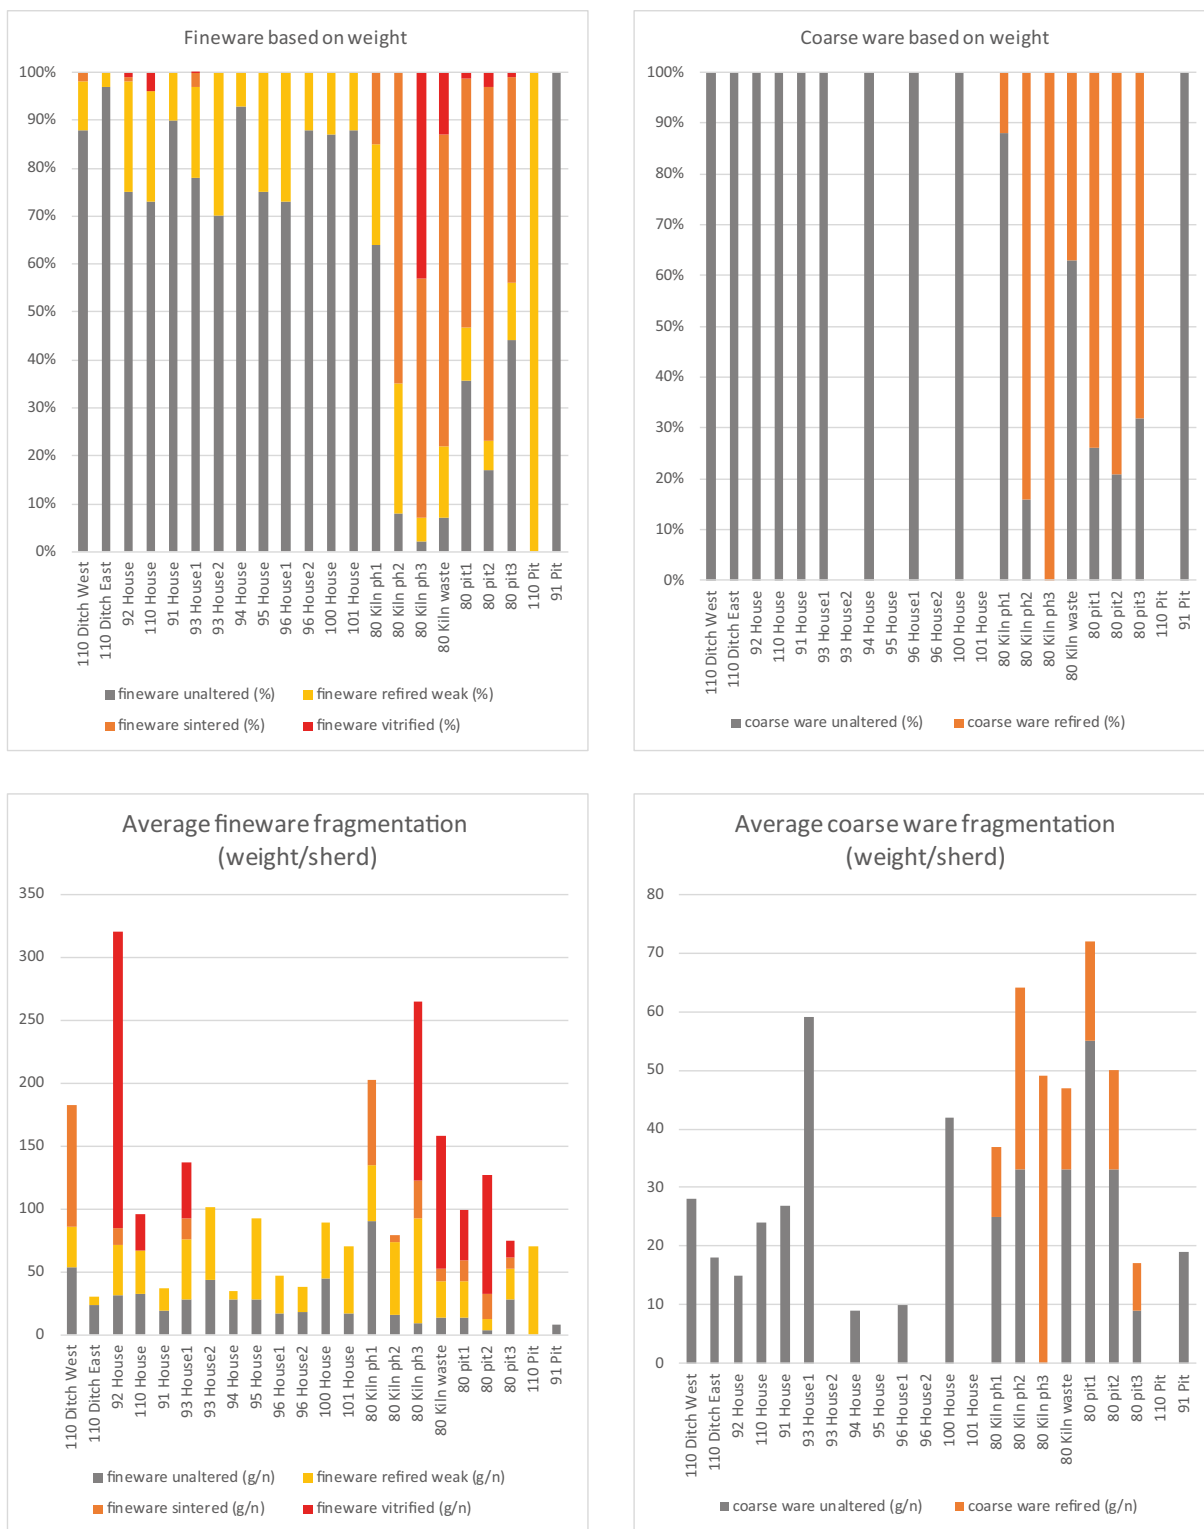 Fineware based on weight
100%
90%
80%
70%
60%
50%
40%
30%
20%
10%
0%
110 Ditch West
110 Ditch East
92 House
110 House
91 House
93 House1
93 House2
94 House
95 House
96 House1
96 House2
100 House
101 House
80 Kiln ph1
80 Kiln ph2
80 Kiln ph3
80 Kiln waste
80 pit1
80 pit2
80 pit3
110 Pit
91 Pit
fineware unaltered (%)
fineware refired weak (%)
fineware sintered (%)
fineware vitrified (%)
Coarse ware based on weight
100%
90%
80%
70%
60%
50%
40%
30%
20%
10%
0%
110 Ditch West
110 Ditch East
92 House
110 House
91 House
93 House1
93 House2
94 House
95 House
96 House1
96 House2
100 House
101 House
80 Kiln ph1
80 Kiln ph2
80 Kiln ph3
80 Kiln waste
80 pit1
80 pit2
80 pit3
110 Pit
91 Pit
coarse ware unaltered (%)
coarse ware refired (%)
Average fineware fragmentation
(weight/sherd)
350
300
250
200
150
100
50
0
110 Ditch West
110 Ditch East
92 House
110 House
91 House
93 House1
93 House2
94 House
95 House
96 House1
96 House2
100 House
101 House
80 Kiln ph1
80 Kiln ph2
80 Kiln ph3
80 Kiln waste
80 pit1
80 pit2
80 pit3
110 Pit
91 Pit
fineware unaltered (g/n)
fineware refired weak (g/n)
fineware sintered (g/n)
fineware vitrified (g/n)
Average coarse ware fragmentation
(weight/sherd)
80
70
60
50
40
30
20
10
0
110 Ditch West
110 Ditch East
92 House
110 House
91 House
93 House1
93 House2
94 House
95 House
96 House1
96 House2
100 House
101 House
80 Kiln ph1
80 Kiln ph2
80 Kiln ph3
80 Kiln waste
80 pit1
80 pit2
80 pit3
110 Pit
91 Pit
coarse ware unaltered (g/n)
coarse ware refired (g/n)